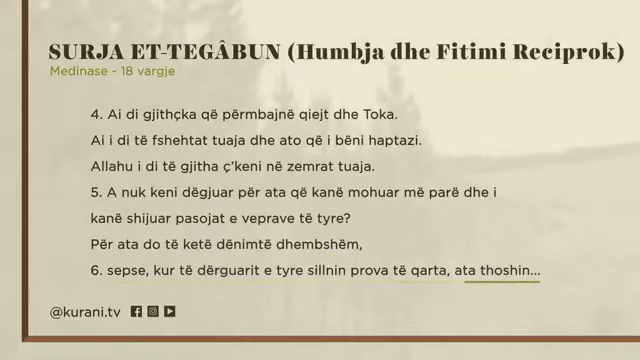 SURJA ET-TEGÂBUN (Humbja dhe Fitimi Reciprok)
Medinase - 18 vargje
4. Ai di gjithçka që përmbajnë qiejt dhe Toka.
Ai i di të fshehtat tuaja dhe ato që i bëni haptazi.
Allahu i di të gjitha ç'keni në zemrat tuaja.
5. A nuk keni dëgjuar për ata që kanë mohuar më parë dhe i
kanë shijuar pasojat e veprave të tyre?
Për ata do të ketë dënimtë dhembshëm,
6. sepse, kur të dërguarit e tyre sillnin prova të qarta, ata thoshin...
@kurani.tv